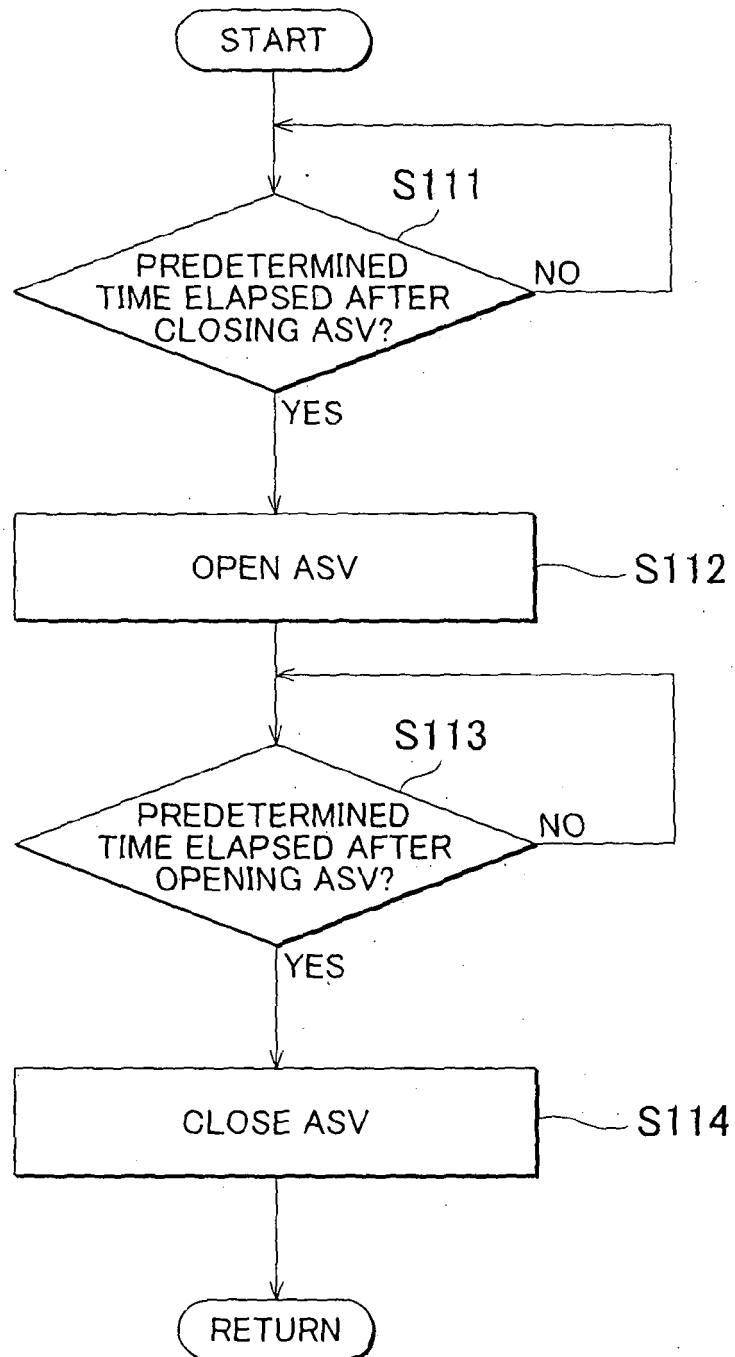 START
S111
PREDETERMINED
TIME ELAPSED AFTER
CLOSING ASV?
NO
YES
OPEN ASV
S112
S113
PREDETERMINED
TIME ELAPSED AFTER
OPENING ASV?
NO
YES
CLOSE ASV
S114
RETURN